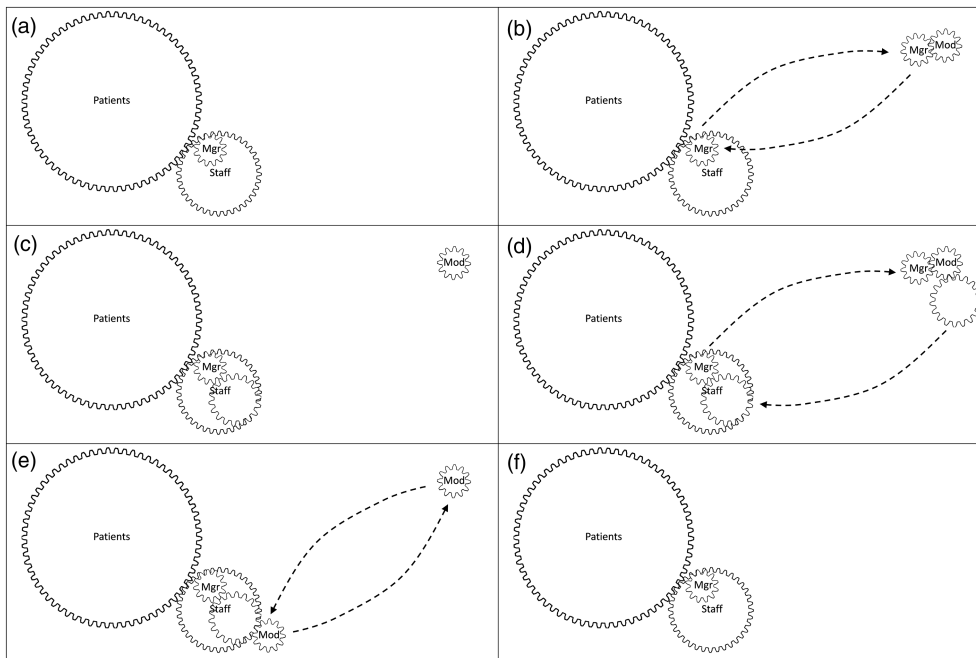 (a)
Patients
Mgr
Staff
(b)
Patients
Mgr
Staff
Mgr
Mod
(c)
Patients
Mgr
Staff
Mod
(d)
Patients
Mgr
Staff
Mgr
Mod
(e)
Patients
Mgr
Staff
Mod
Mod
(f)
Patients
Mgr
Staff